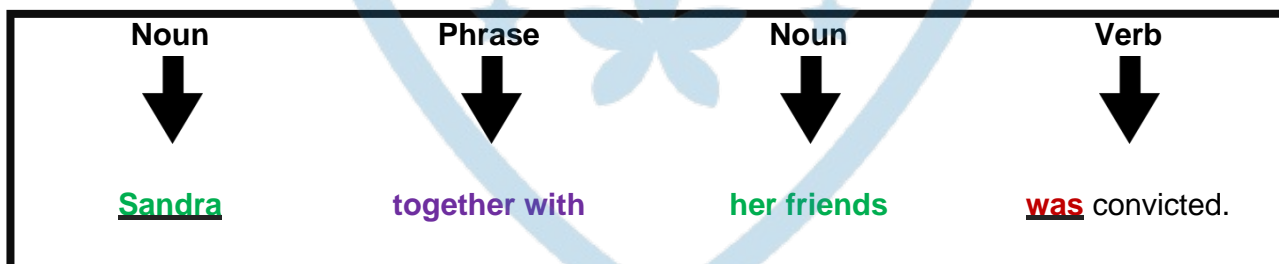 Noun Phrase Noun Verb
Sandra together with her friends was convicted.